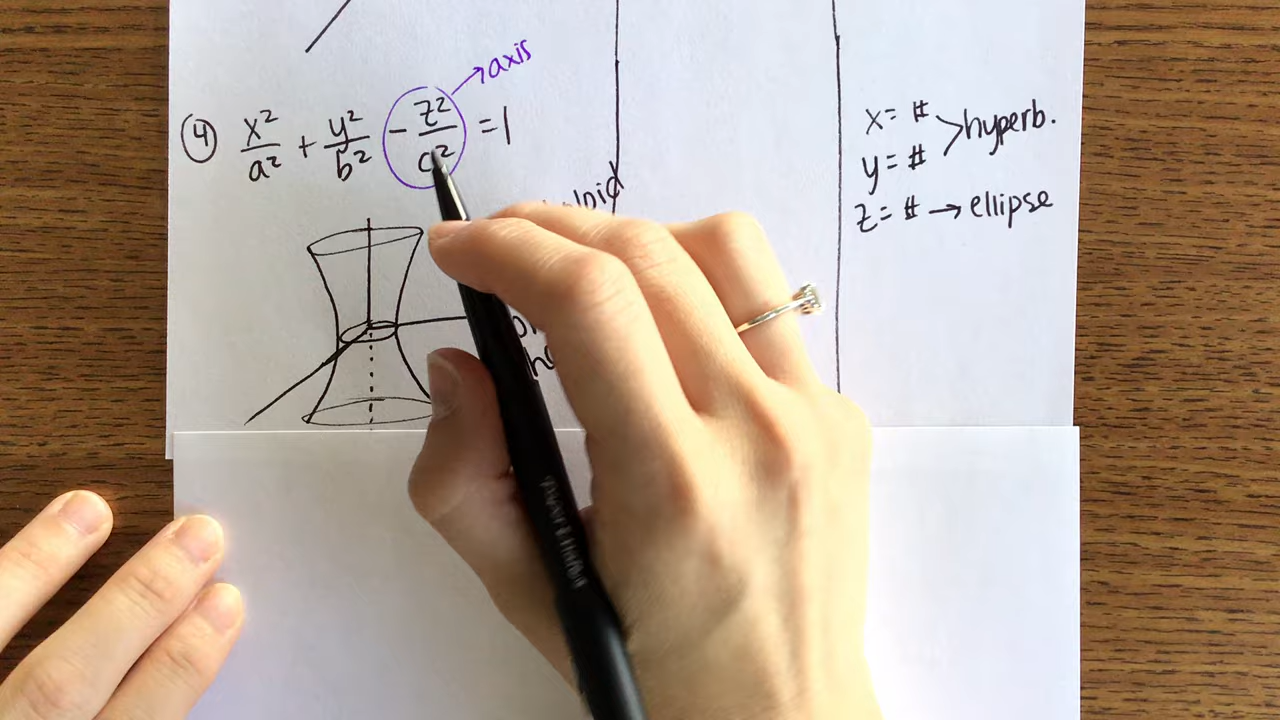 → axis
④ x²/a² + y²/b² - z²/c² = 1
x = #
y = #
> hyperb.
z = # → ellipse